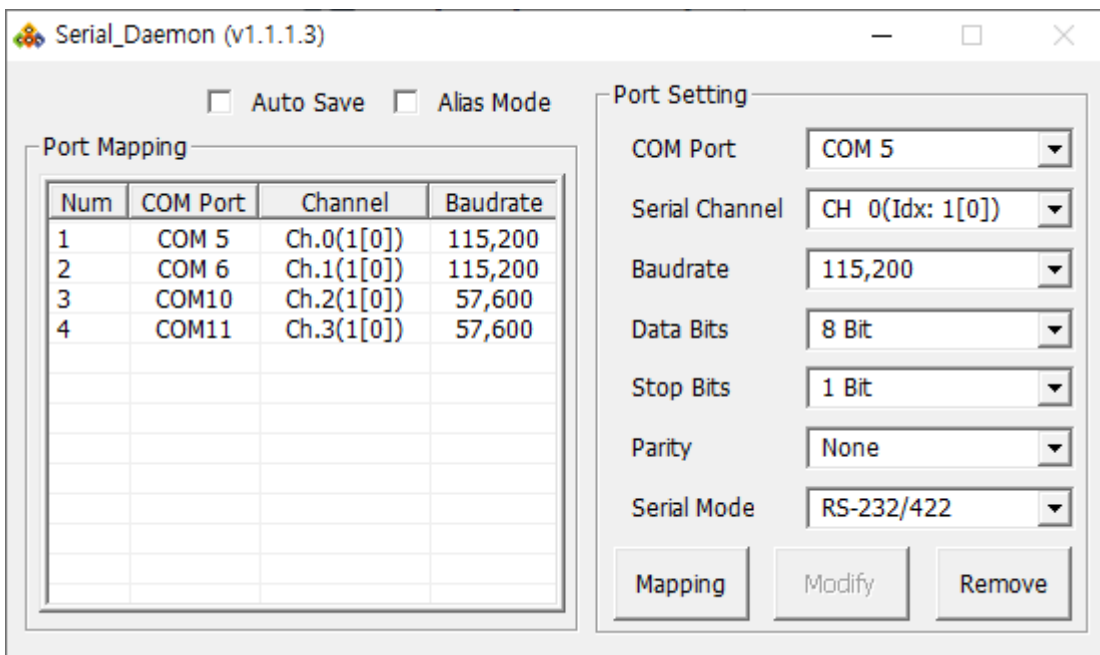 Serial_Daemon (v1.1.1.3)
Auto Save Alias Mode
Port Mapping
Num COM Port Channel Baudrate
1 COM 5 Ch.0(1[0]) 115,200
2 COM 6 Ch.1(1[0]) 115,200
3 COM10 Ch.2(1[0]) 57,600
4 COM11 Ch.3(1[0]) 57,600
Port Setting
COM Port COM 5
Serial Channel CH 0(Idx: 1[0])
Baudrate 115,200
Data Bits 8 Bit
Stop Bits 1 Bit
Parity None
Serial Mode RS-232/422
Mapping Modify Remove